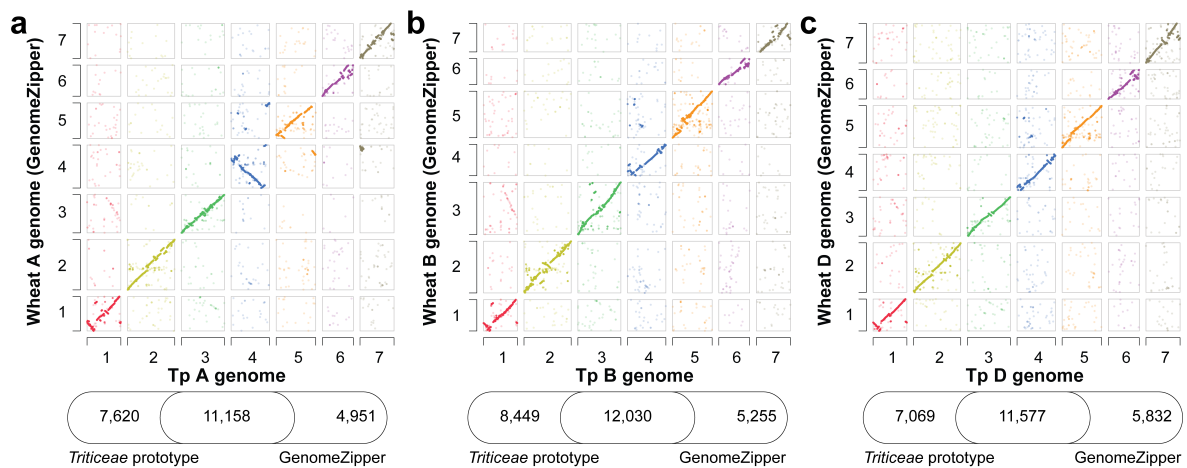 a
Wheat A genome (GenomeZipper)
7
6
5
4
3
2
1
1 2 3 4 5 6 7
Tp A genome
7,620 11,158 4,951
Triticeae prototype GenomeZipper
b
Wheat B genome (GenomeZipper)
7
6
5
4
3
2
1
1 2 3 4 5 6 7
Tp B genome
8,449 12,030 5,255
Triticeae prototype GenomeZipper
c
Wheat D genome (GenomeZipper)
7
6
5
4
3
2
1
1 2 3 4 5 6 7
Tp D genome
7,069 11,577 5,832
Triticeae prototype GenomeZipper